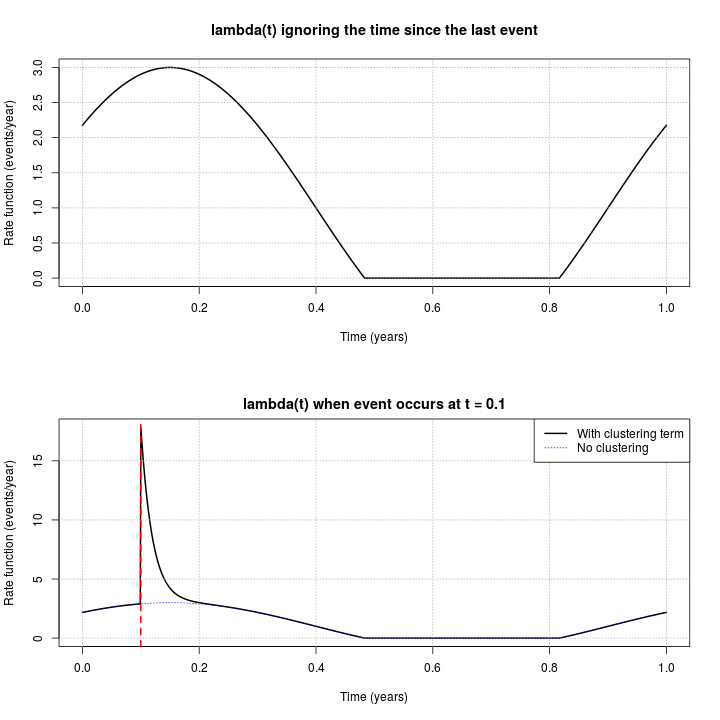 lambda(t) ignoring the time since the last event
Rate function (events/year)
3.0
2.5
2.0
1.5
1.0
0.5
0.0
0.0 0.2 0.4 0.6 0.8 1.0
Time (years)
lambda(t) when event occurs at t = 0.1
With clustering term
No clustering
Rate function (events/year)
15
10
5
0
0.0 0.2 0.4 0.6 0.8 1.0
Time (years)